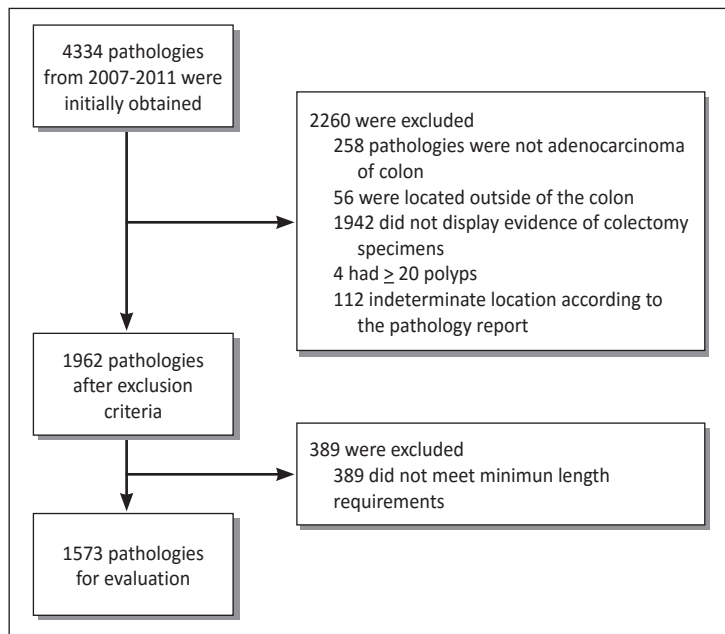 4334 pathologies
from 2007-2011 were
initially obtained
2260 were excluded
258 pathologies were not adenocarcinoma
of colon
56 were located outside of the colon
1942 did not display evidence of colectomy
specimens
4 had ≥ 20 polyps
112 indeterminate location according to
the pathology report
1962 pathologies
after exclusion
criteria
389 were excluded
389 did not meet minimun length
requirements
1573 pathologies
for evaluation